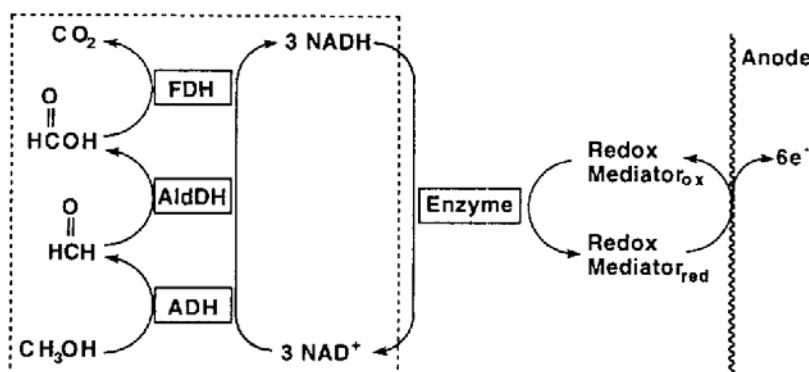 CO₂
3 NADH
Anode
FDH
O
HCOH
Redox
Mediatorox
6e⁻
AldDH
Enzyme
O
HCH
Redox
Mediatorred
ADH
CH₃OH
3 NAD⁺